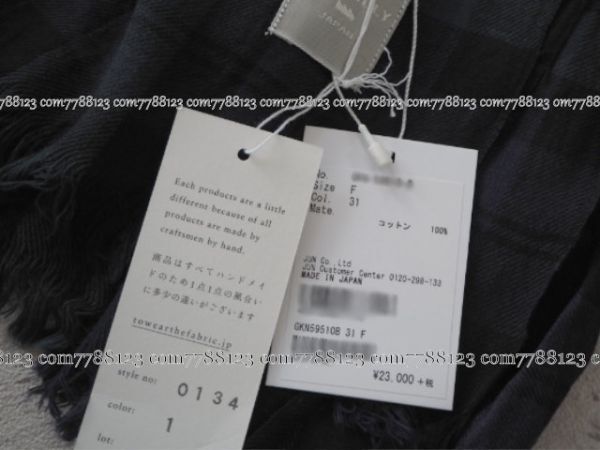 JAPAN
com7788123 com7788123 com7788123 com7788123 com7788123
Each products are a little
different because of all
products are made by
craftsmen by hand.
商品はすべてハンドメイ
ドのため1点1点の風合い
に多少の違いがございます
towearthefabric.jp
style no: 0134
color: 1
lot:
No.
Size F
Col. 31
Mate.
コットン 100%
JUN Co.,Ltd
JUN Customer Center 0120-298-133
MADE IN JAPAN
GKN59510B 31 F
¥23,000+税
com7788123 com7788123 com7788123 com7788123 com7788123